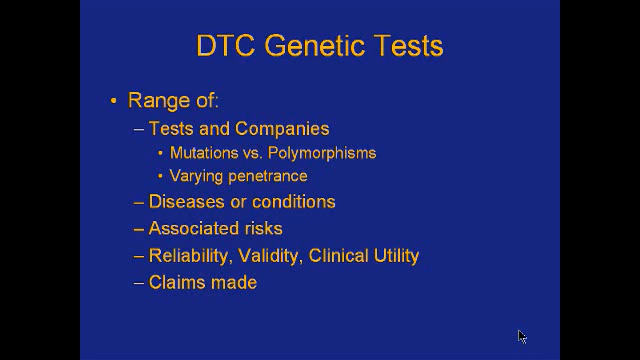 DTC Genetic Tests
• Range of:
– Tests and Companies
• Mutations vs. Polymorphisms
• Varying penetrance
– Diseases or conditions
– Associated risks
– Reliability, Validity, Clinical Utility
– Claims made